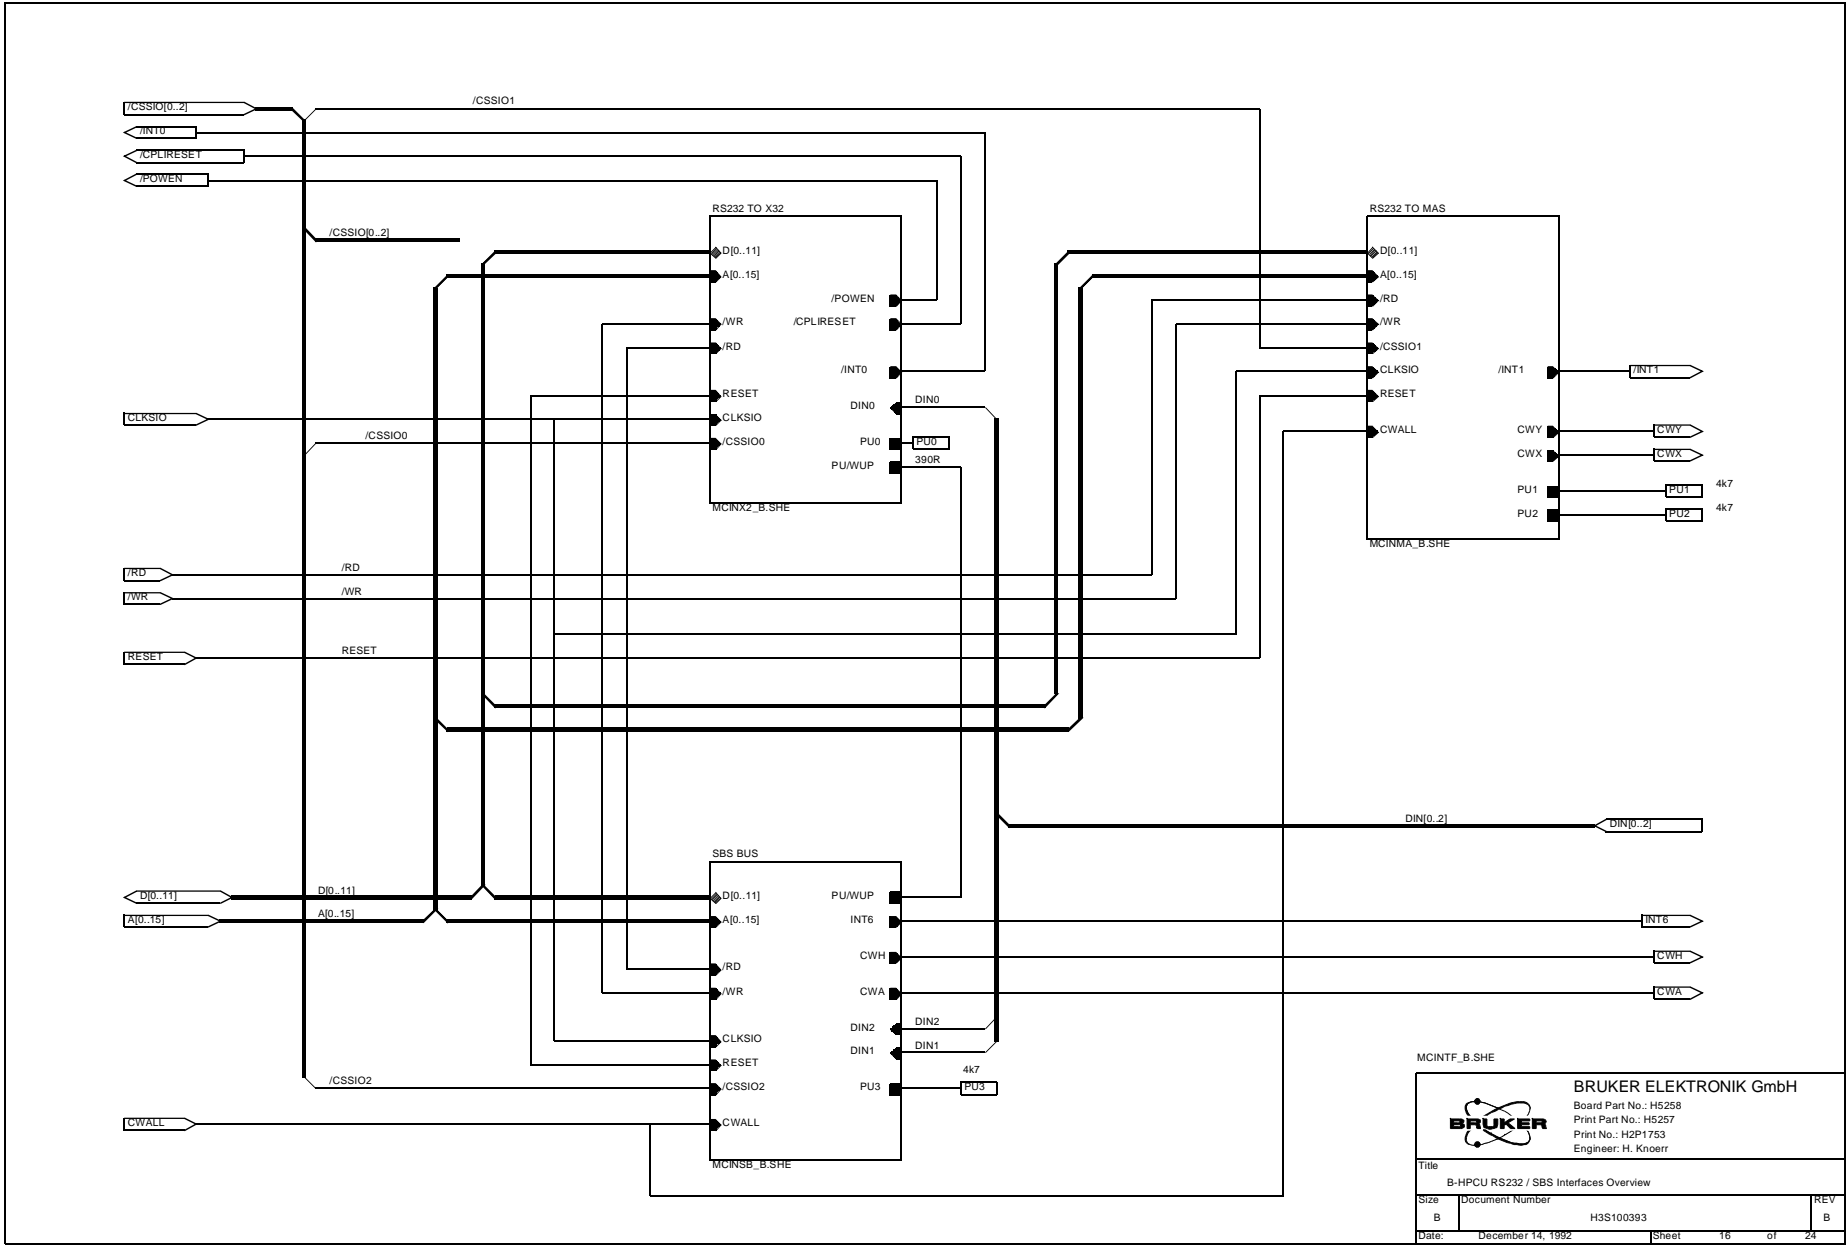 /CSSIO[0..2]
/CSSIO1
/INT0
/CPLIRESET
/POWEN
/CSSIO[0..2]
RS232 TO X32
D[0..11]
A[0..15]
/POWEN
/WR
/CPLIRESET
/RD
/INT0
RESET
DIN0
DIN0
CLKSIO
CLKSIO
/CSSIO0
/CSSIO0
PU0
PU0
PU/WUP
390R
MCINX2_B.SHE
RS232 TO MAS
D[0..11]
A[0..15]
/RD
/WR
/CSSIO1
CLKSIO
/INT1
/INT1
RESET
CWALL
CWY
CWY
CWX
CWX
PU1
PU1
4k7
PU2
PU2
4k7
MCINMA_B.SHE
/RD
/RD
/WR
/WR
RESET
RESET
DIN[0..2]
DIN[0..2]
SBS BUS
D[0..11]
D[0..11]
D[0..11]
PU/WUP
A[0..15]
A[0..15]
A[0..15]
INT6
INT6
CWH
CWH
/RD
/WR
CWA
CWA
DIN2
DIN2
CLKSIO
DIN1
DIN1
RESET
4k7
/CSSIO2
/CSSIO2
PU3
PU3
CWALL
CWALL
MCINSB_B.SHE
MCINTF_B.SHE
BRUKER
BRUKER ELEKTRONIK GmbH
Board Part No.: H5258
Print Part No.: H5257
Print No.: H2P1753
Engineer: H. Knoerr
Title
B-HPCU RS232 / SBS Interfaces Overview
Size Document Number REV
B H3S100393 B
Date: December 14, 1992 Sheet 16 of 24